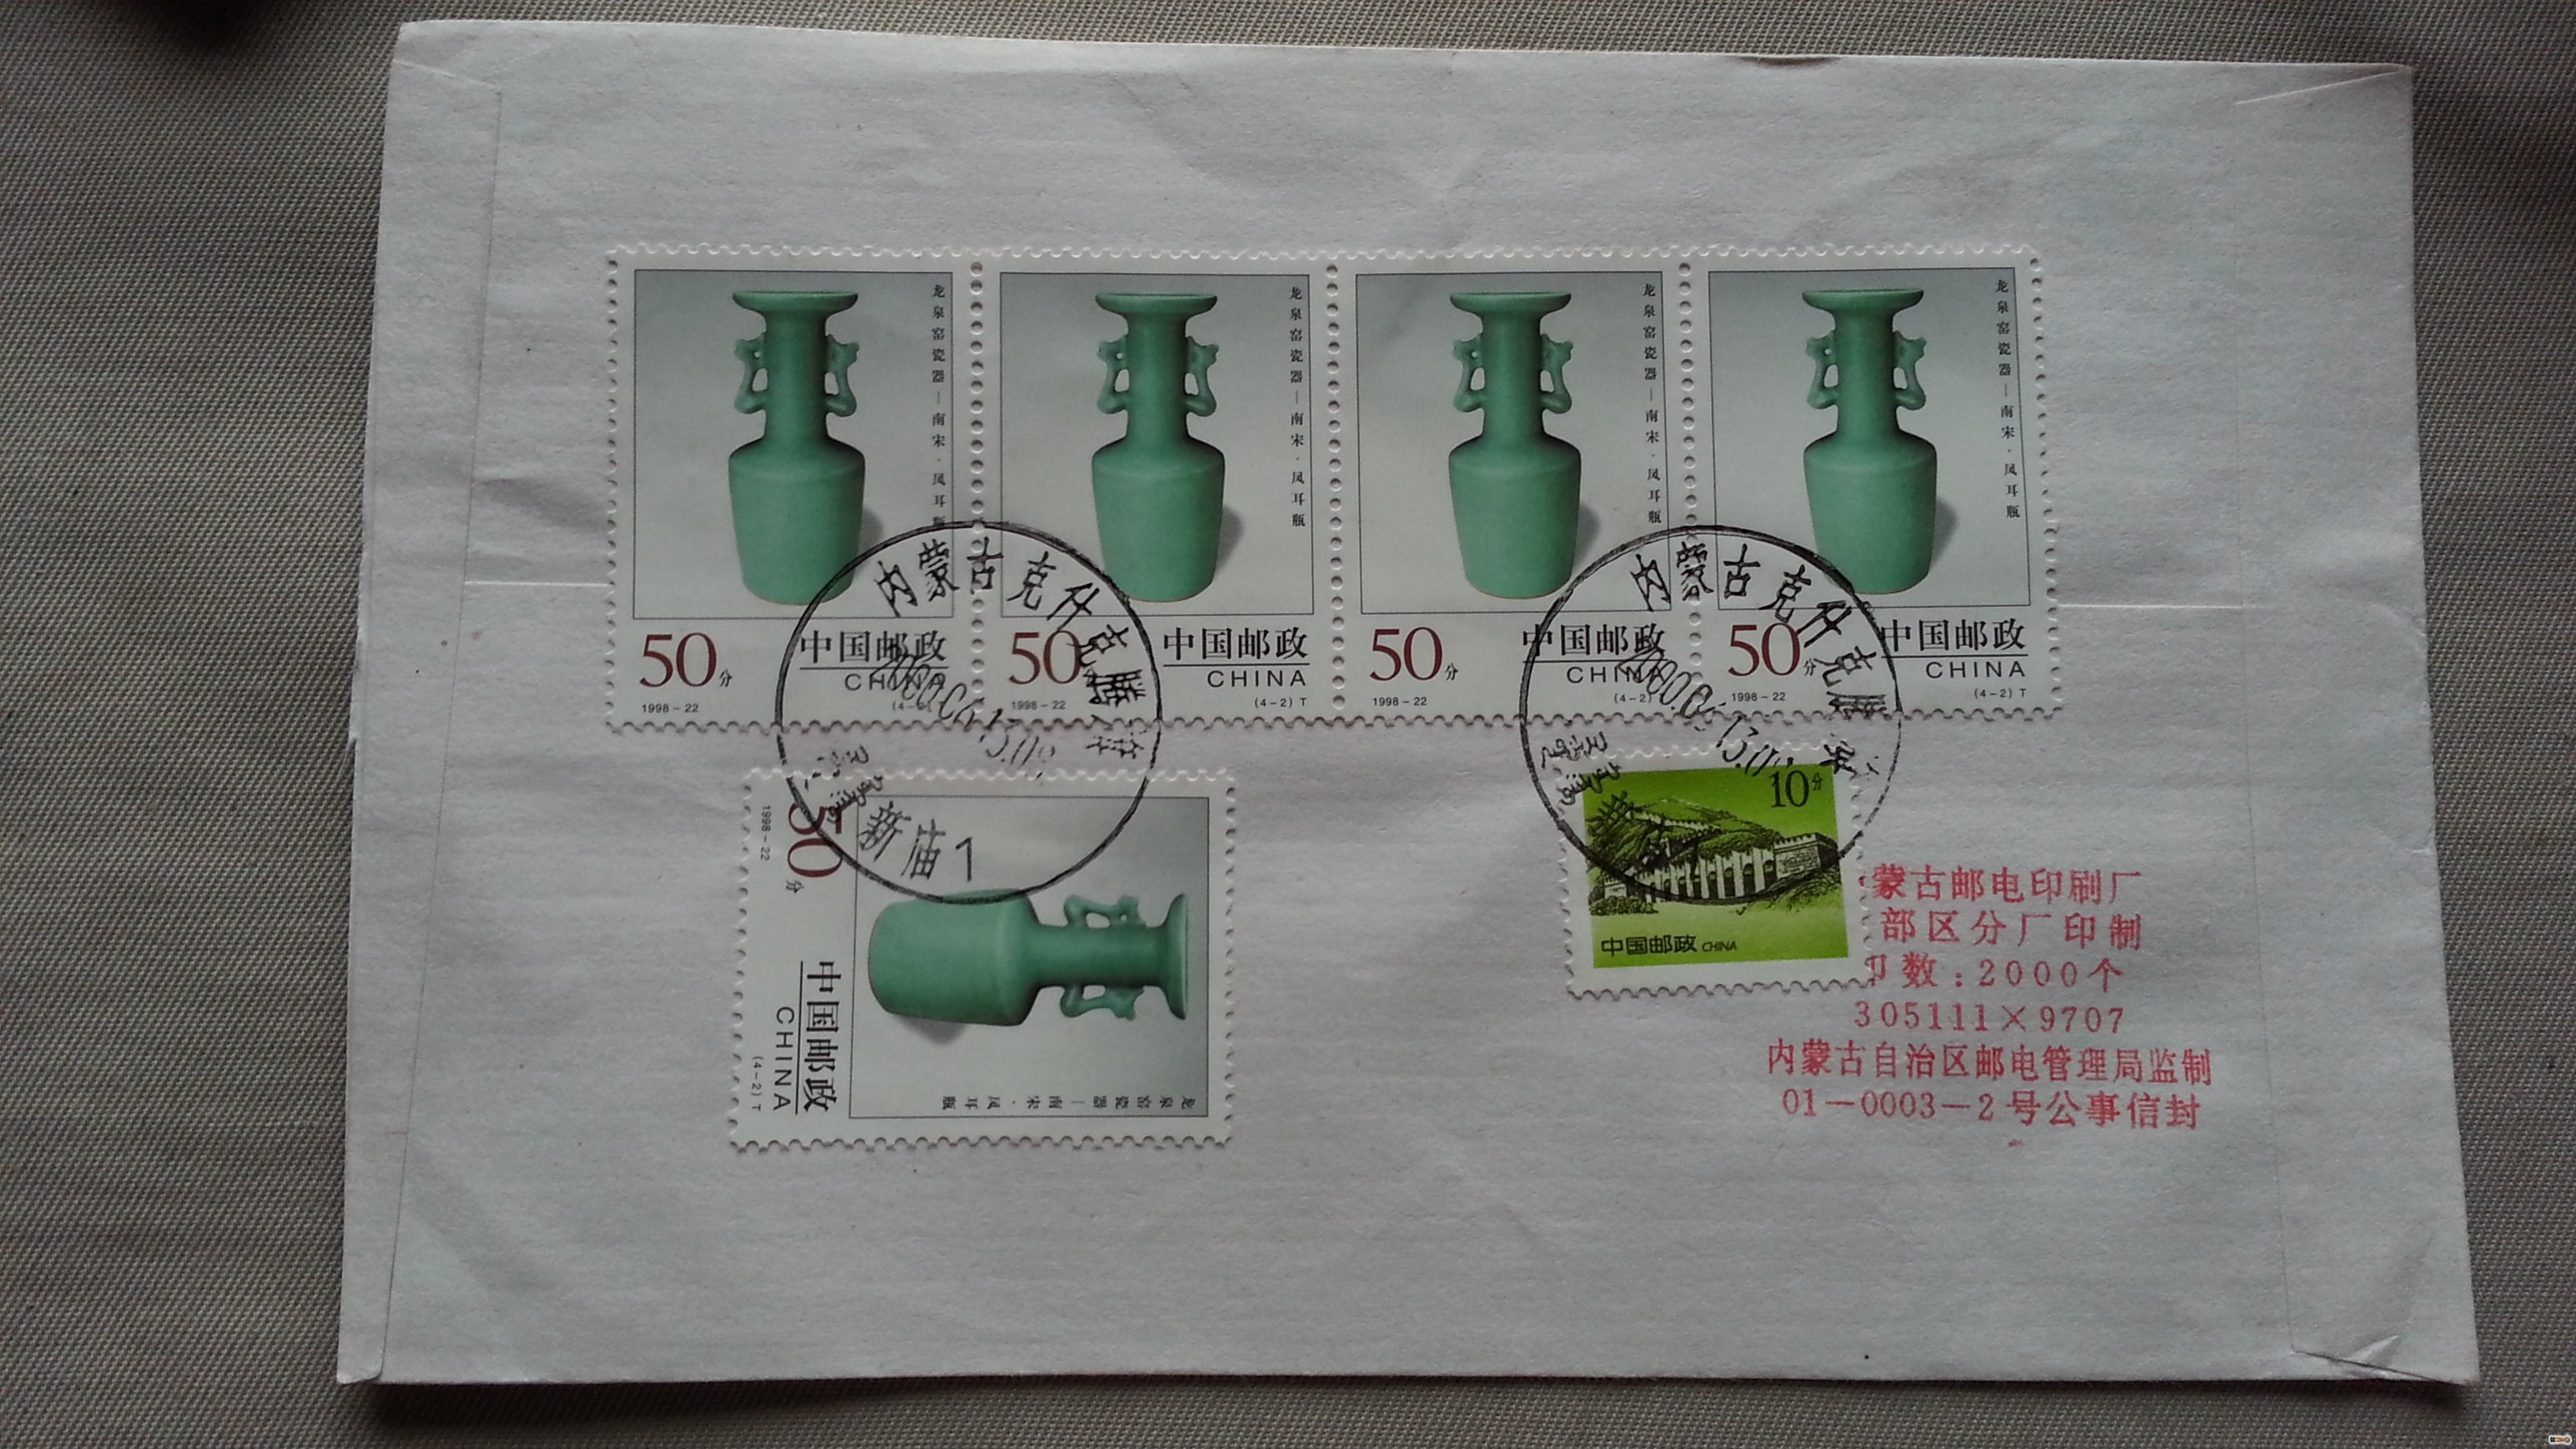 龙泉窑瓷器—南宋·凤耳瓶
50分
中国邮政
CHINA
1998-22
龙泉窑瓷器—南宋·凤耳瓶
50分
中国邮政
CHINA
1998-22
(4-2) T
龙泉窑瓷器—南宋·凤耳瓶
50分
中国邮政
CHINA
1998-22
(4-2)
龙泉窑瓷器—南宋·凤耳瓶
50分
中国邮政
CHINA
1998-22
(4-2) T
内蒙古克什克腾旗
新庙1
内蒙古克什克腾旗
龙泉窑瓷器—南宋·凤耳瓶
50分
中国邮政
CHINA
1998-22
(4-2) T
10分
中国邮政 CHINA
蒙古邮电印刷厂
部区分厂印制
印数:2000个
305111×9707
内蒙古自治区邮电管理局监制
01-0003-2号公事信封